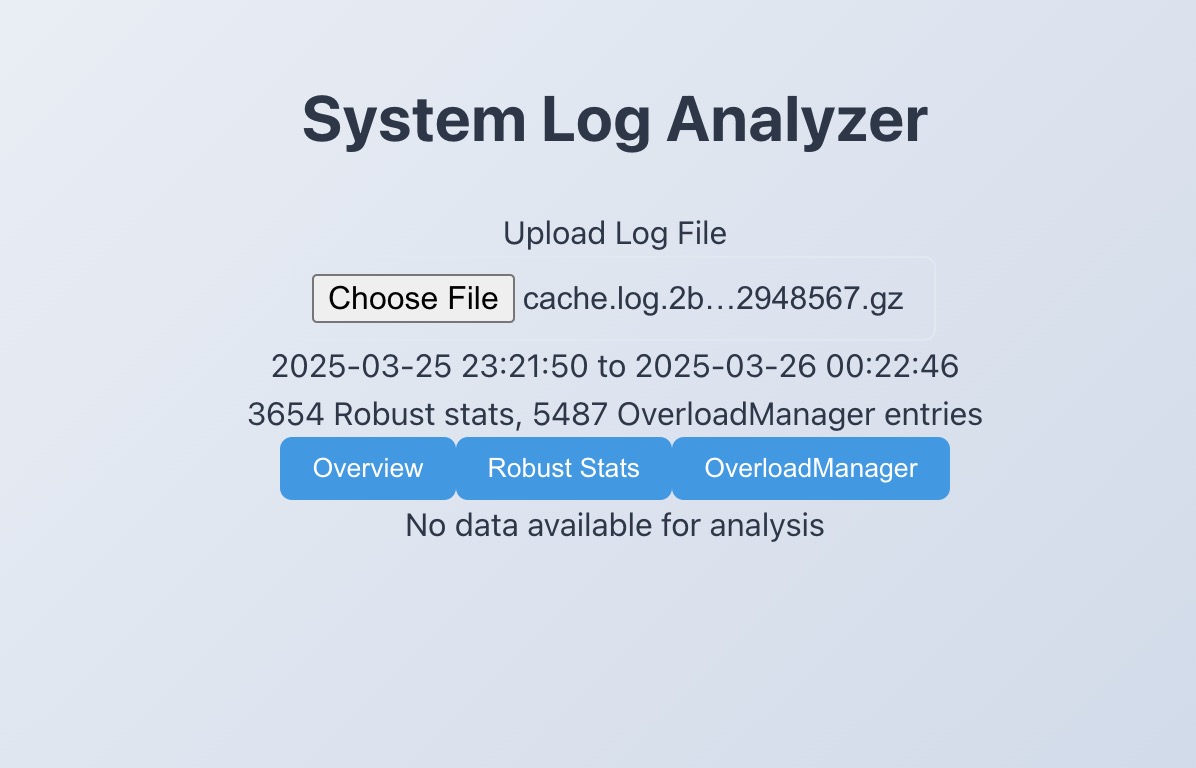 System Log Analyzer
Upload Log File
Choose File cache.log.2b…2948567.gz
2025-03-25 23:21:50 to 2025-03-26 00:22:46
3654 Robust stats, 5487 OverloadManager entries
Overview Robust Stats OverloadManager
No data available for analysis